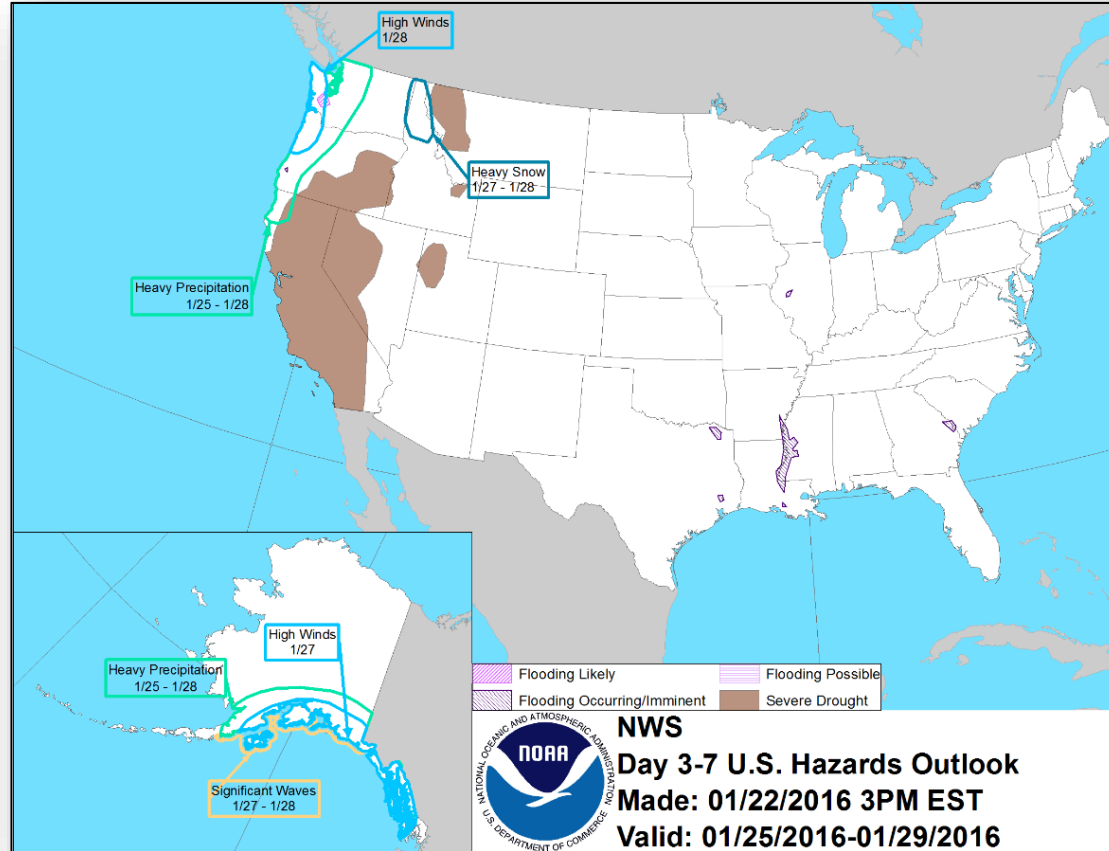 High Winds
1/28
Heavy Snow
1/27 - 1/28
Heavy Precipitation
1/25 - 1/28
High Winds
1/27
Heavy Precipitation
1/25 - 1/28
Significant Waves
1/27 - 1/28
Flooding Likely
Flooding Possible
Flooding Occurring/Imminent
Severe Drought
NATIONAL OCEANIC AND ATMOSPHERIC ADMINISTRATION
NOAA
U.S. DEPARTMENT OF COMMERCE
NWS
Day 3-7 U.S. Hazards Outlook
Made: 01/22/2016 3PM EST
Valid: 01/25/2016-01/29/2016